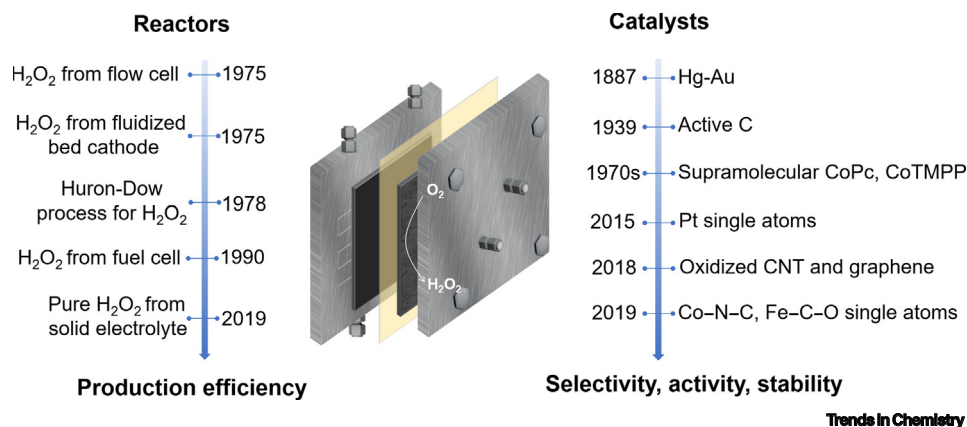 Reactors
H₂O₂ from flow cell 1975
H₂O₂ from fluidized
bed cathode 1975
Huron-Dow
process for H₂O₂ 1978
H₂O₂ from fuel cell 1990
Pure H₂O₂ from
solid electrolyte 2019
Production efficiency
O₂
H₂O₂
Catalysts
1887 Hg-Au
1939 Active C
1970s Supramolecular CoPc, CoTMPP
2015 Pt single atoms
2018 Oxidized CNT and graphene
2019 Co–N–C, Fe–C–O single atoms
Selectivity, activity, stability
Trends in Chemistry